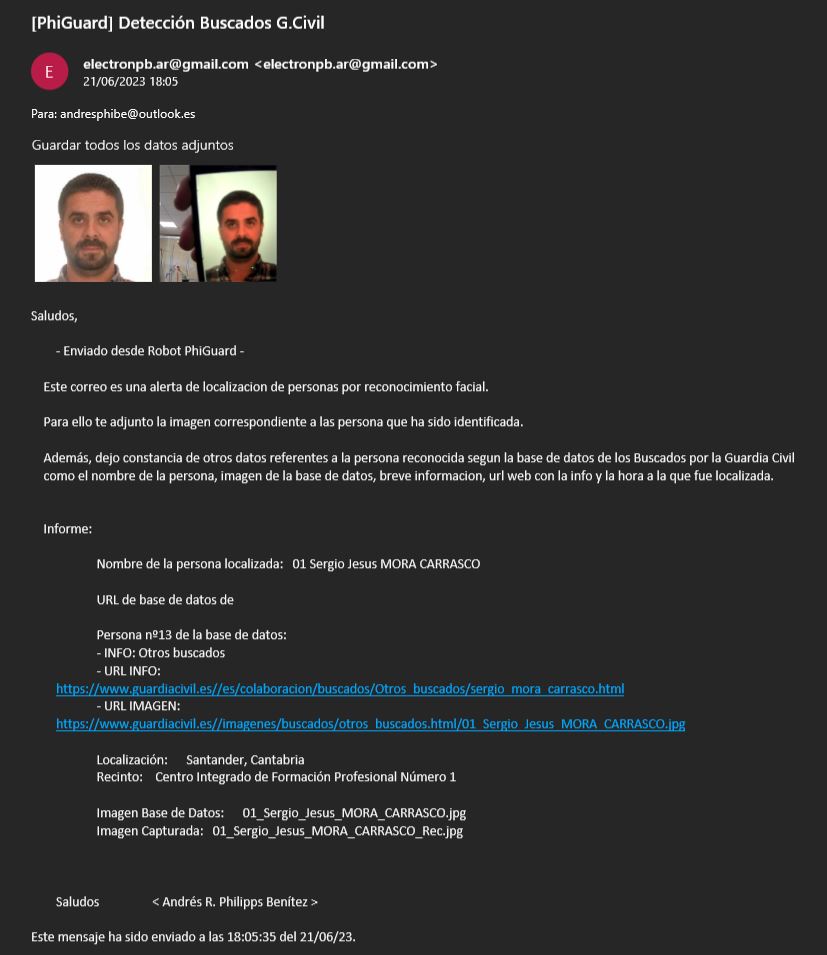 [PhiGuard] Detección Buscados G.Civil
E
electronpb.ar@gmail.com <electronpb.ar@gmail.com>
21/06/2023 18:05
Para: andresphibe@outlook.es
Guardar todos los datos adjuntos
Saludos,
- Enviado desde Robot PhiGuard -
Este correo es una alerta de localizacion de personas por reconocimiento facial.
Para ello te adjunto la imagen correspondiente a las persona que ha sido identificada.
Además, dejo constancia de otros datos referentes a la persona reconocida segun la base de datos de los Buscados por la Guardia Civil
como el nombre de la persona, imagen de la base de datos, breve informacion, url web con la info y la hora a la que fue localizada.
Informe:
Nombre de la persona localizada: 01 Sergio Jesus MORA CARRASCO
URL de base de datos de
Persona nº13 de la base de datos:
- INFO: Otros buscados
- URL INFO:
https://www.guardiacivil.es//es/colaboracion/buscados/Otros_buscados/sergio_mora_carrasco.html
- URL IMAGEN:
https://www.guardiacivil.es//imagenes/buscados/otros_buscados.html/01_Sergio_Jesus_MORA_CARRASCO.jpg
Localización: Santander, Cantabria
Recinto: Centro Integrado de Formación Profesional Número 1
Imagen Base de Datos: 01_Sergio_Jesus_MORA_CARRASCO.jpg
Imagen Capturada: 01_Sergio_Jesus_MORA_CARRASCO_Rec.jpg
Saludos < Andrés R. Philipps Benítez >
Este mensaje ha sido enviado a las 18:05:35 del 21/06/23.